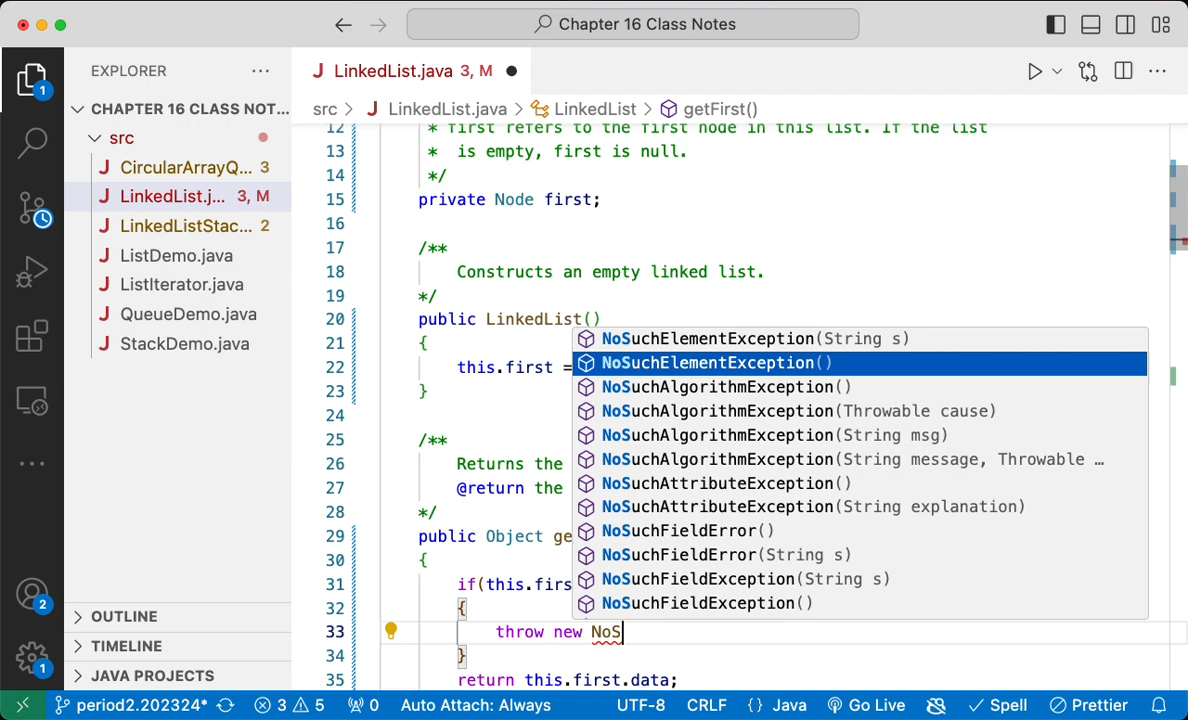 Chapter 16 Class Notes
EXPLORER
LinkedList.java 3, M
CHAPTER 16 CLASS NOT...
src > LinkedList.java > LinkedList > getFirst()
src
CircularArrayQ... 3
LinkedList.j... 3, M
LinkedListStac... 2
ListDemo.java
ListIterator.java
QueueDemo.java
StackDemo.java
12 * first refers to the first node in this list. If the list
13 * is empty, first is null.
14 */
15 private Node first;
16
17 /**
18 Constructs an empty linked list.
19 */
20 public LinkedList()
21 {
22 this.first =
23 }
24
25 /**
26 Returns the
27 @return the
28 */
29 public Object ge
30 {
31 if(this.firs
32 {
33 throw new NoS
34 }
35 return this.first.data;
NoSuchElementException(String s)
NoSuchElementException()
NoSuchAlgorithmException()
NoSuchAlgorithmException(Throwable cause)
NoSuchAlgorithmException(String msg)
NoSuchAlgorithmException(String message, Throwable …
NoSuchAttributeException()
NoSuchAttributeException(String explanation)
NoSuchFieldError()
NoSuchFieldError(String s)
NoSuchFieldException(String s)
NoSuchFieldException()
1
2
1
OUTLINE
TIMELINE
JAVA PROJECTS
period2.202324* 3 5 0 Auto Attach: Always UTF-8 CRLF {} Java Go Live Spell Prettier